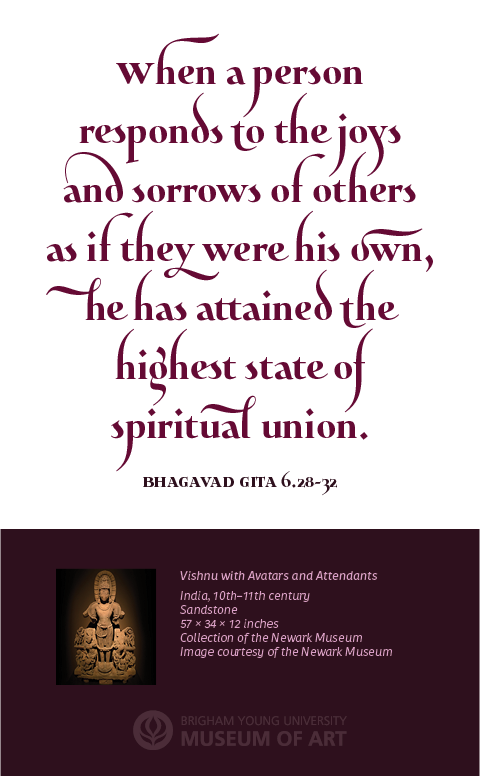 When a person
responds to the joys
and sorrows of others
as if they were his own,
he has attained the
highest state of
spiritual union.
BHAGAVAD GITA 6.28-32
Vishnu with Avatars and Attendants
India, 10th–11th century
Sandstone
57 × 34 × 12 inches
Collection of the Newark Museum
Image courtesy of the Newark Museum
BRIGHAM YOUNG UNIVERSITY
MUSEUM OF ART